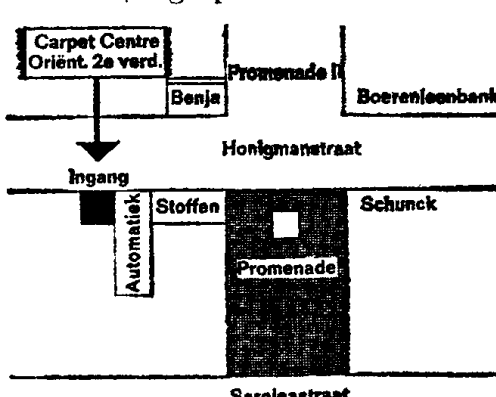 Carpet Centre
Oriënt. 2e verd.
Promenade II
Benja
Boerenleenbank
Honigmanstraat
Ingang
Automatiek
Stoffen
Schunck
Promenade